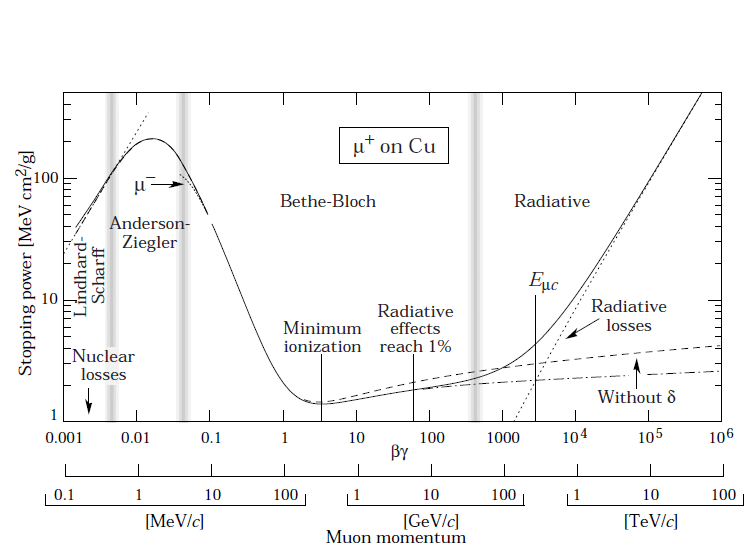 μ⁺ on Cu
Stopping power [MeV cm²/g]
100
10
1
Lindhard-
Scharff
μ⁻
Anderson-
Ziegler
Bethe-Bloch
Radiative
Eμc
Radiative
losses
Radiative
effects
reach 1%
Minimum
ionization
Nuclear
losses
Without δ
0.001 0.01 0.1 1 10 100 1000 10⁴ 10⁵ 10⁶
βγ
0.1 1 10 100 1 10 100 1 10 100
[MeV/c] [GeV/c] [TeV/c]
Muon momentum